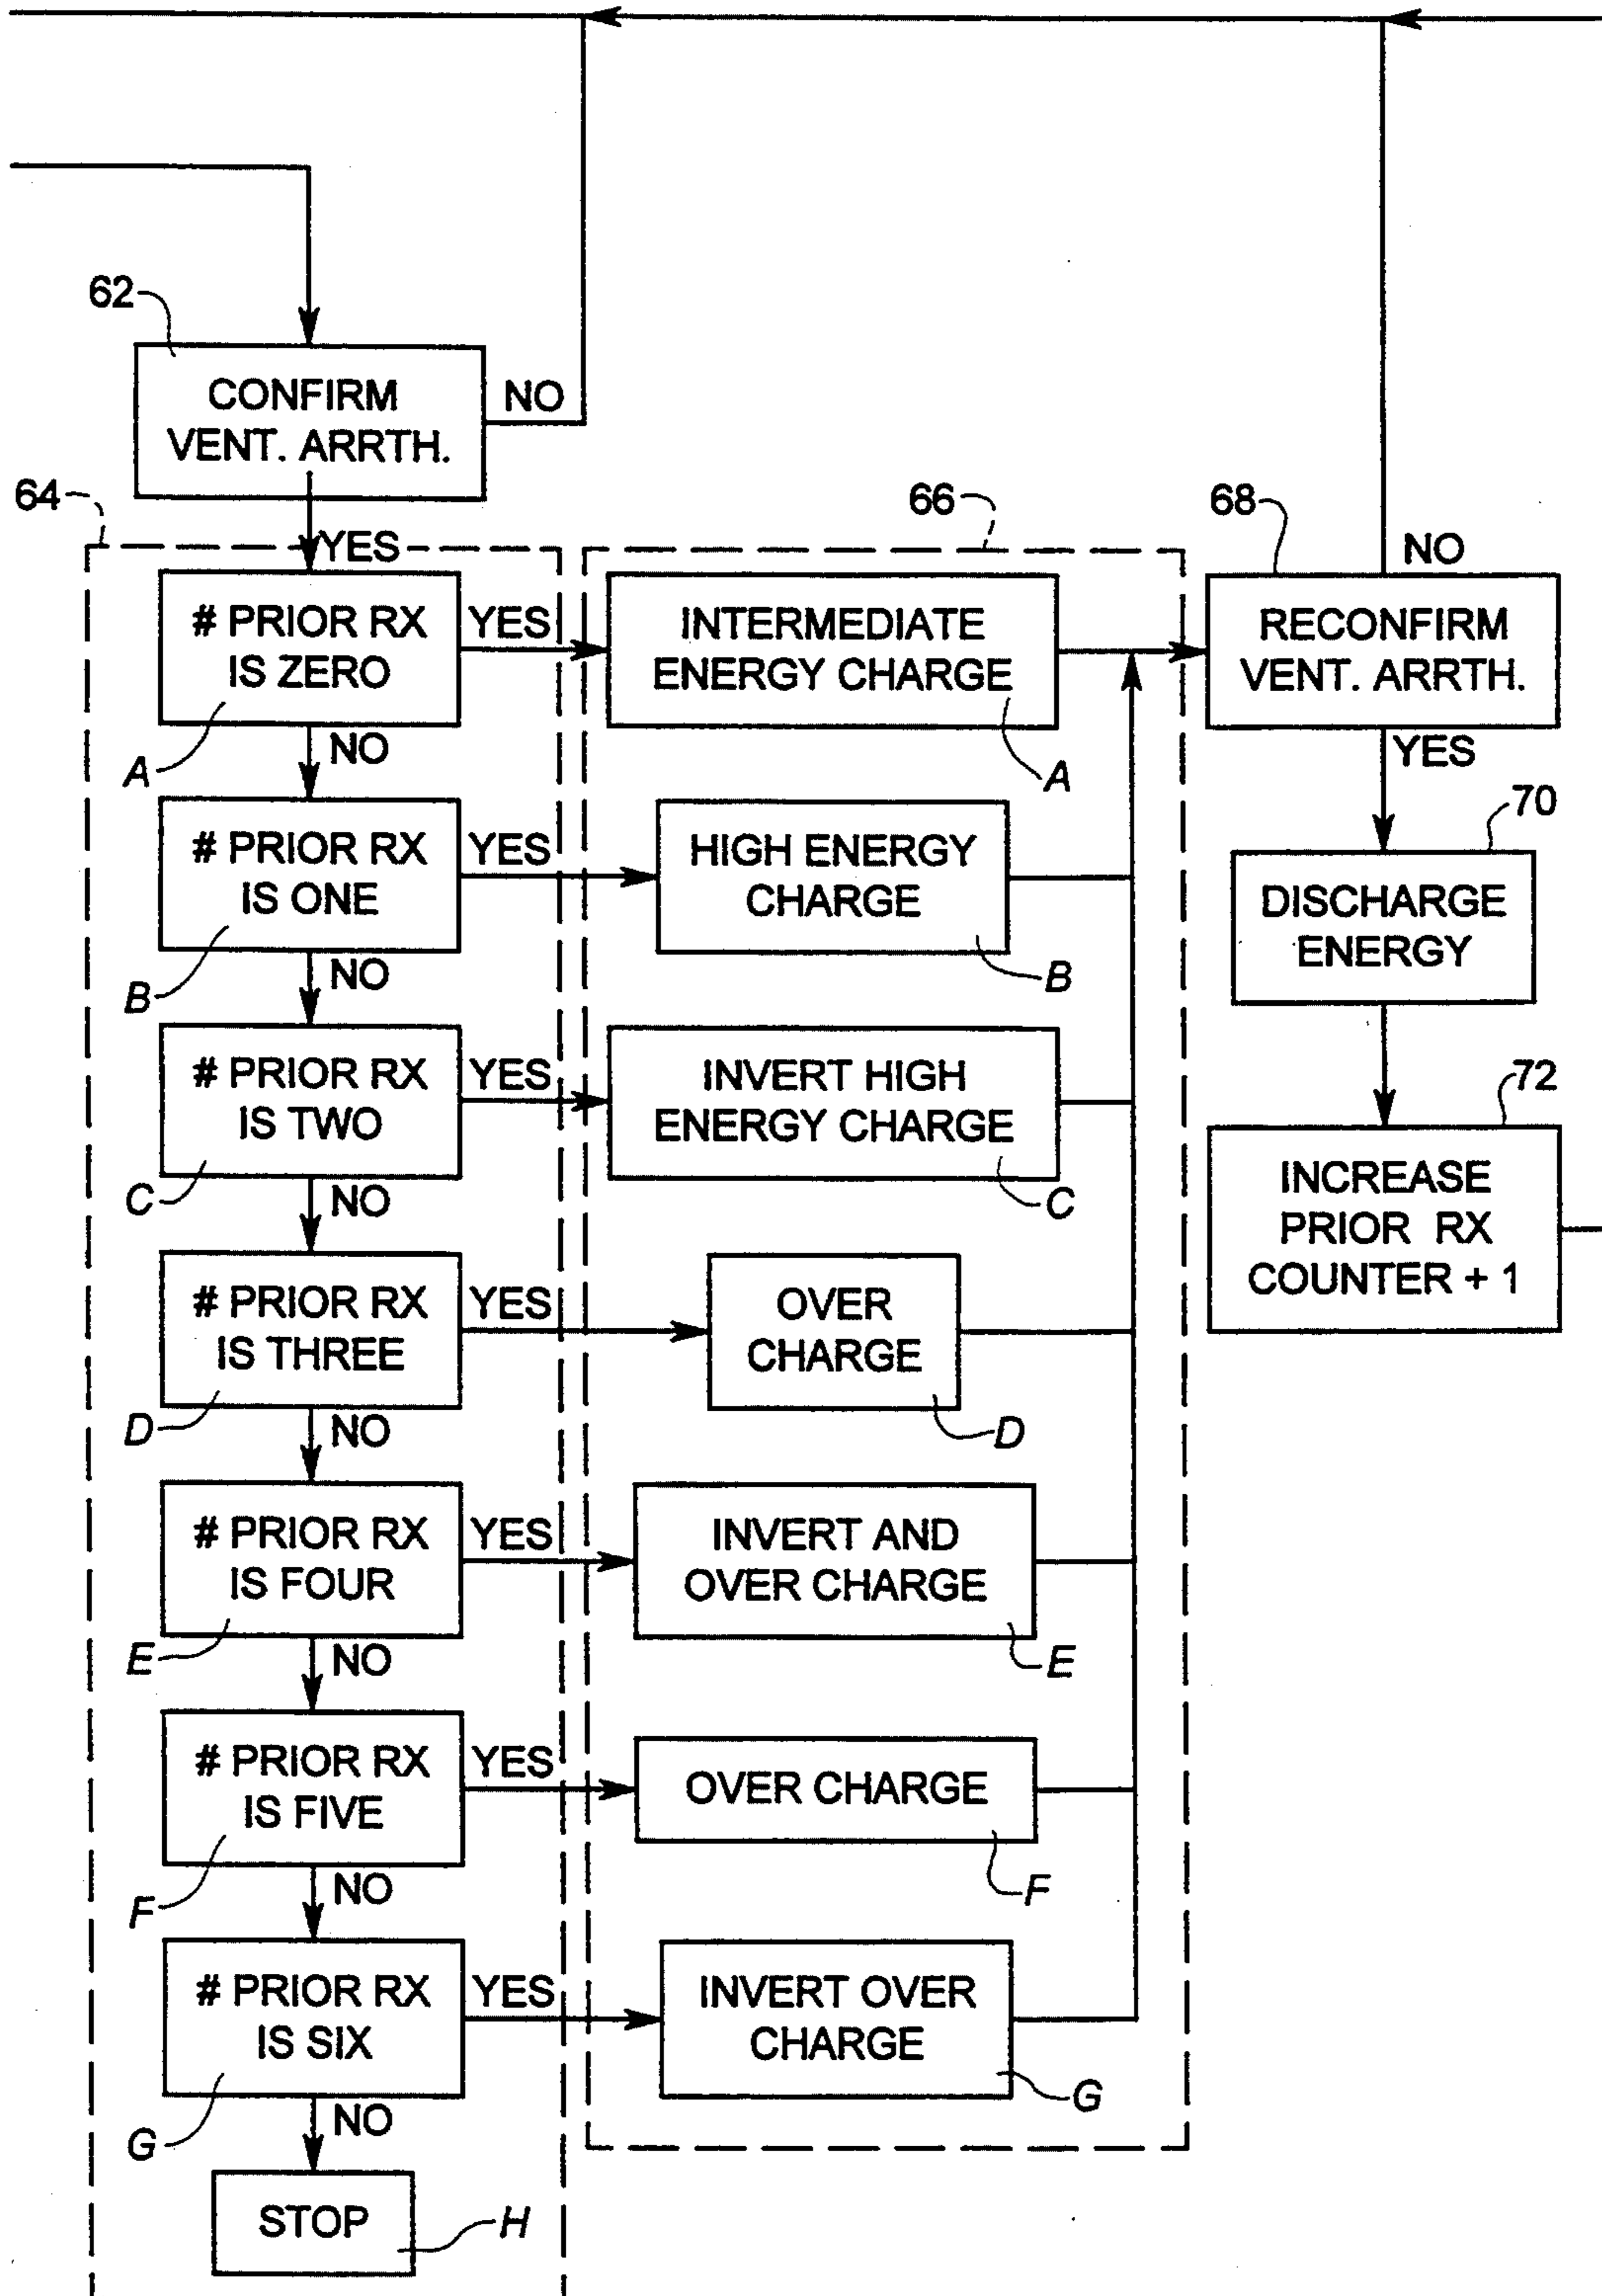 62
CONFIRM
VENT. ARRTH.
NO
64
YES
66
68
NO
# PRIOR RX
IS ZERO
YES
INTERMEDIATE
ENERGY CHARGE
RECONFIRM
VENT. ARRTH.
A
NO
A
YES
70
# PRIOR RX
IS ONE
YES
HIGH ENERGY
CHARGE
DISCHARGE
ENERGY
B
NO
B
# PRIOR RX
IS TWO
YES
INVERT HIGH
ENERGY CHARGE
72
C
NO
C
INCREASE
PRIOR RX
COUNTER + 1
# PRIOR RX
IS THREE
YES
OVER
CHARGE
D
NO
D
# PRIOR RX
IS FOUR
YES
INVERT AND
OVER CHARGE
E
NO
E
# PRIOR RX
IS FIVE
YES
OVER CHARGE
F
NO
F
# PRIOR RX
IS SIX
YES
INVERT OVER
CHARGE
G
NO
G
STOP
H